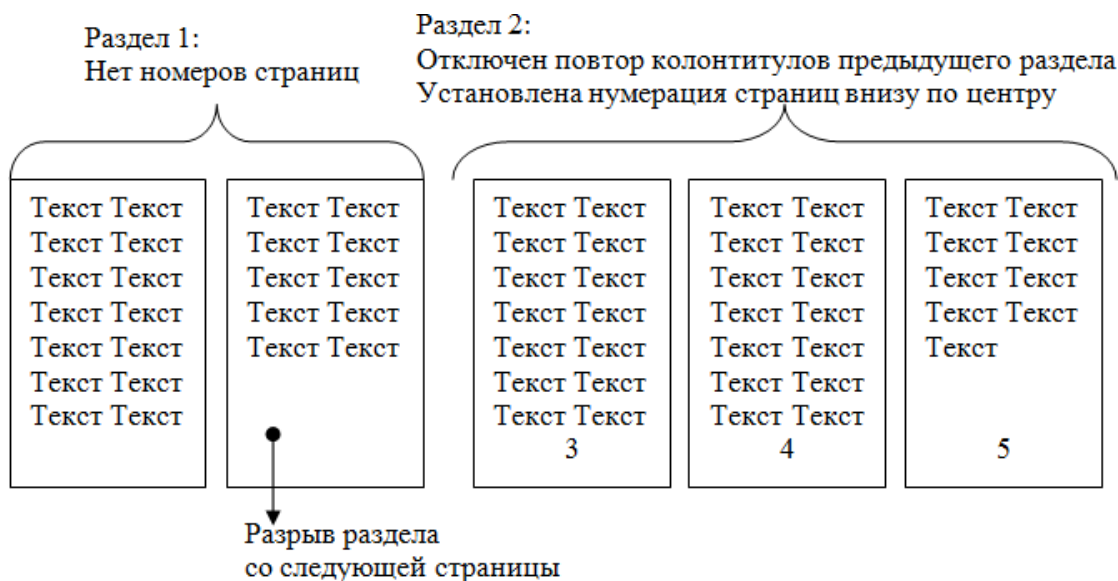 Раздел 1:
Нет номеров страниц
Раздел 2:
Отключен повтор колонтитулов предыдущего раздела
Установлена нумерация страниц внизу по центру
Текст Текст
Текст Текст
Текст Текст
Текст Текст
Текст Текст
Текст Текст
Текст Текст
Текст Текст
Текст Текст
Текст Текст
Текст Текст
Текст Текст
Разрыв раздела
со следующей страницы
Текст Текст
Текст Текст
Текст Текст
Текст Текст
Текст Текст
Текст Текст
Текст Текст
3
Текст Текст
Текст Текст
Текст Текст
Текст Текст
Текст Текст
Текст Текст
Текст Текст
4
Текст Текст
Текст Текст
Текст Текст
Текст Текст
Текст
5